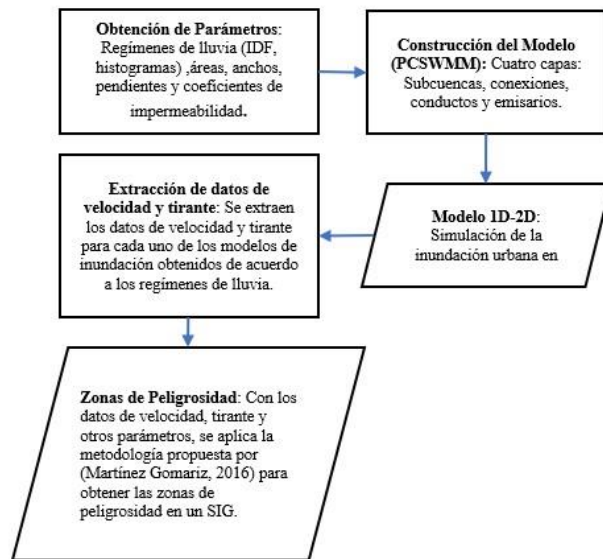 Obtención de Parámetros:
Regímenes de lluvia (IDF,
histogramas) ,áreas, anchos,
pendientes y coeficientes de
impermeabilidad.
Construcción del Modelo
(PCSWMM): Cuatro capas:
Subcuencas, conexiones,
conductos y emisarios.
Modelo 1D-2D:
Simulación de la
inundación urbana en
Extracción de datos de
velocidad y tirante: Se extraen
los datos de velocidad y tirante
para cada uno de los modelos de
inundación obtenidos de acuerdo
a los regímenes de lluvia.
Zonas de Peligrosidad: Con los
datos de velocidad, tirante y
otros parámetros, se aplica la
metodología propuesta por
(Martínez Gomariz, 2016) para
obtener las zonas de
peligrosidad en un SIG.